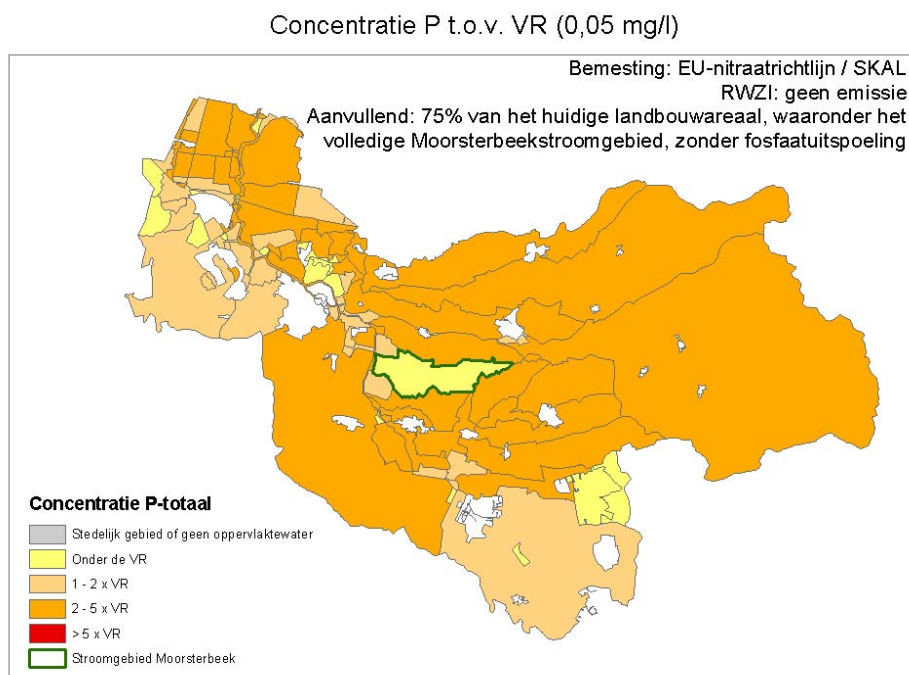 Concentratie P t.o.v. VR (0,05 mg/l)
Bemesting: EU-nitraatrichtlijn / SKAL
RWZI: geen emissie
Aanvullend: 75% van het huidige landbouwareaal, waaronder het
volledige Moorsterbeekstroomgebied, zonder fosfaatuitspoeling
Concentratie P-totaal
Stedelijk gebied of geen oppervlaktewater
Onder de VR
1 - 2 x VR
2 - 5 x VR
> 5 x VR
Stroomgebied Moorsterbeek